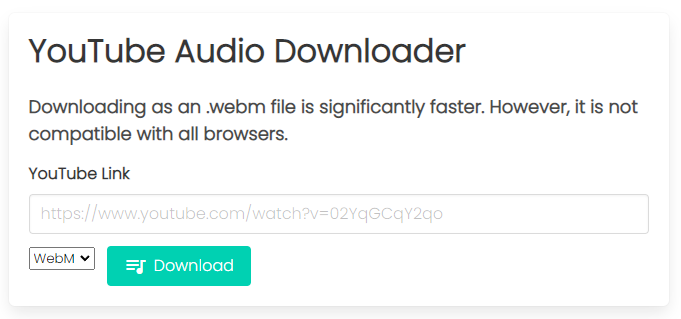 YouTube Audio Downloader
Downloading as an .webm file is significantly faster. However, it is not
compatible with all browsers.
YouTube Link
https://www.youtube.com/watch?v=02YqGCqY2qo
WebM
Download